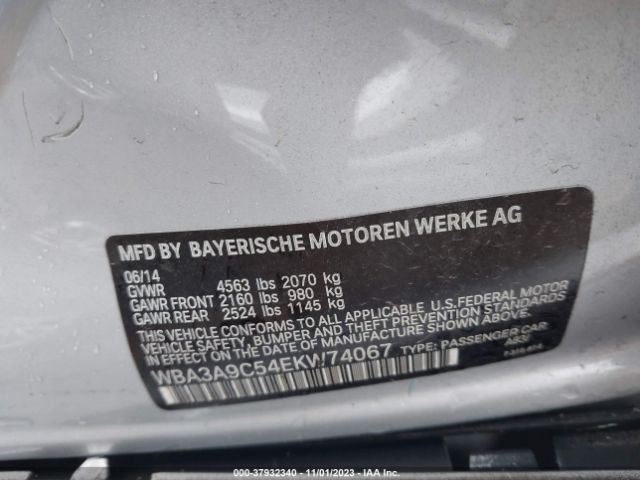 MFD BY BAYERISCHE MOTOREN WERKE AG
06/14
GVWR 4563 lbs 2070 kg
GAWR FRONT 2160 lbs 980 kg
GAWR REAR 2524 lbs 1145 kg
THIS VEHICLE CONFORMS TO ALL APPLICABLE U.S. FEDERAL MOTOR
VEHICLE SAFETY, BUMPER AND THEFT PREVENTION STANDARDS
IN EFFECT ON THE DATE OF MANUFACTURE SHOWN ABOVE.
WBA3A9C54EKW74067 TYPE: PASSENGER CAR
A93/
000-37932340 - 11/01/2023 - IAA Inc.